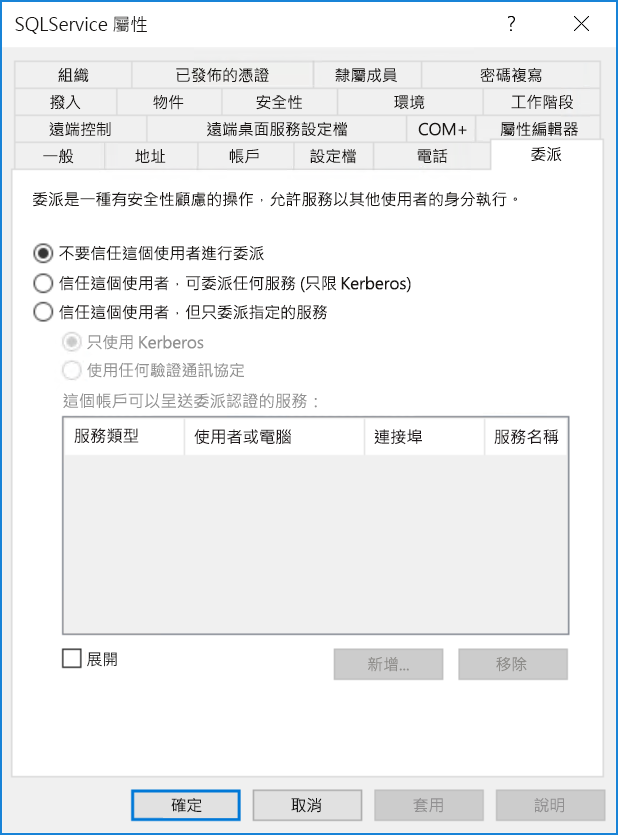 SQLService 屬性
?
組織 已發佈的憑證 隸屬成員 密碼複寫
撥入 物件 安全性 環境 工作階段
遠端控制 遠端桌面服務設定檔 COM+ 屬性編輯器
一般 地址 帳戶 設定檔 電話 委派
委派是一種有安全性顧慮的操作，允許服務以其他使用者的身分執行。
不要信任這個使用者進行委派
信任這個使用者，可委派任何服務 (只限 Kerberos)
信任這個使用者，但只委派指定的服務
只使用 Kerberos
使用任何驗證通訊協定
這個帳戶可以呈送委派認證的服務：
服務類型 使用者或電腦 連接埠 服務名稱
展開 新增... 移除
確定 取消 套用 說明